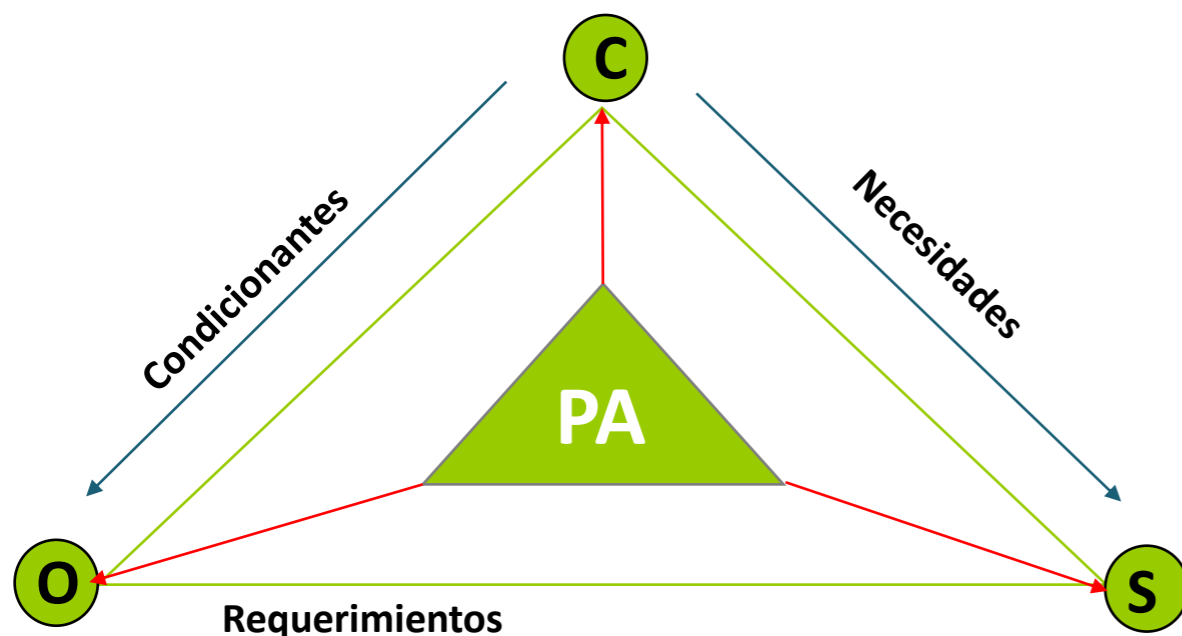 C
Condicionantes
Necesidades
PA
O
S
Requerimientos